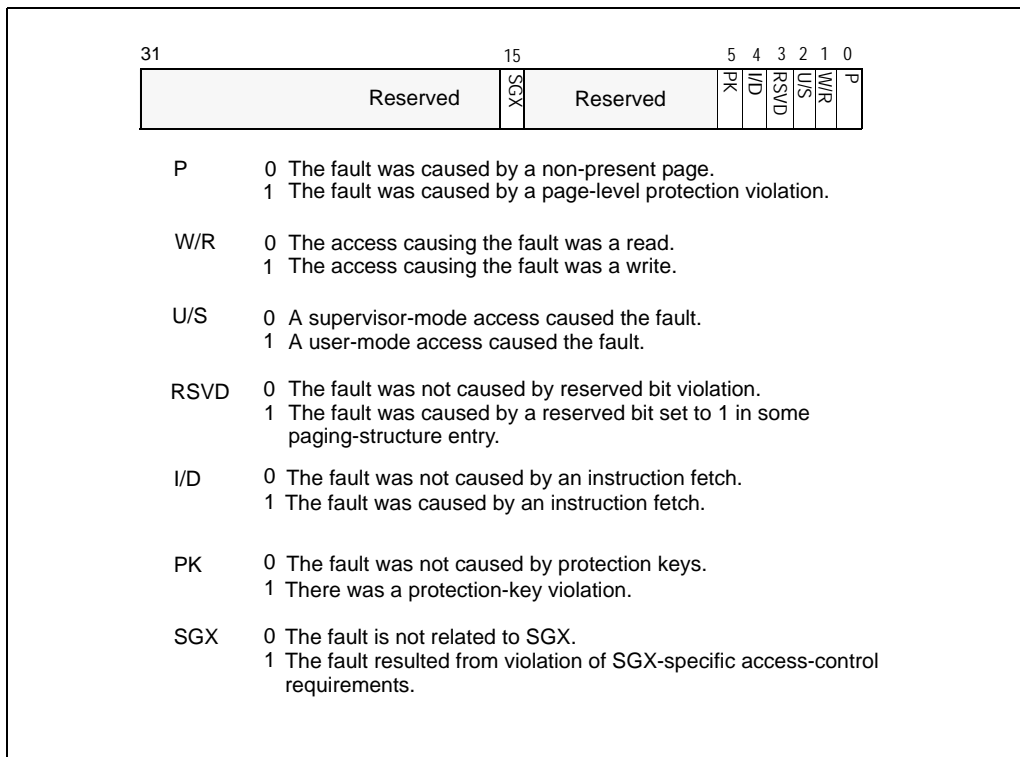 31 15 5 4 3 2 1 0
Reserved SGX Reserved PK I/D RSVD U/S W/R P
P 0 The fault was caused by a non-present page.
1 The fault was caused by a page-level protection violation.
W/R 0 The access causing the fault was a read.
1 The access causing the fault was a write.
U/S 0 A supervisor-mode access caused the fault.
1 A user-mode access caused the fault.
RSVD 0 The fault was not caused by reserved bit violation.
1 The fault was caused by a reserved bit set to 1 in some
paging-structure entry.
I/D 0 The fault was not caused by an instruction fetch.
1 The fault was caused by an instruction fetch.
PK 0 The fault was not caused by protection keys.
1 There was a protection-key violation.
SGX 0 The fault is not related to SGX.
1 The fault resulted from violation of SGX-specific access-control
requirements.